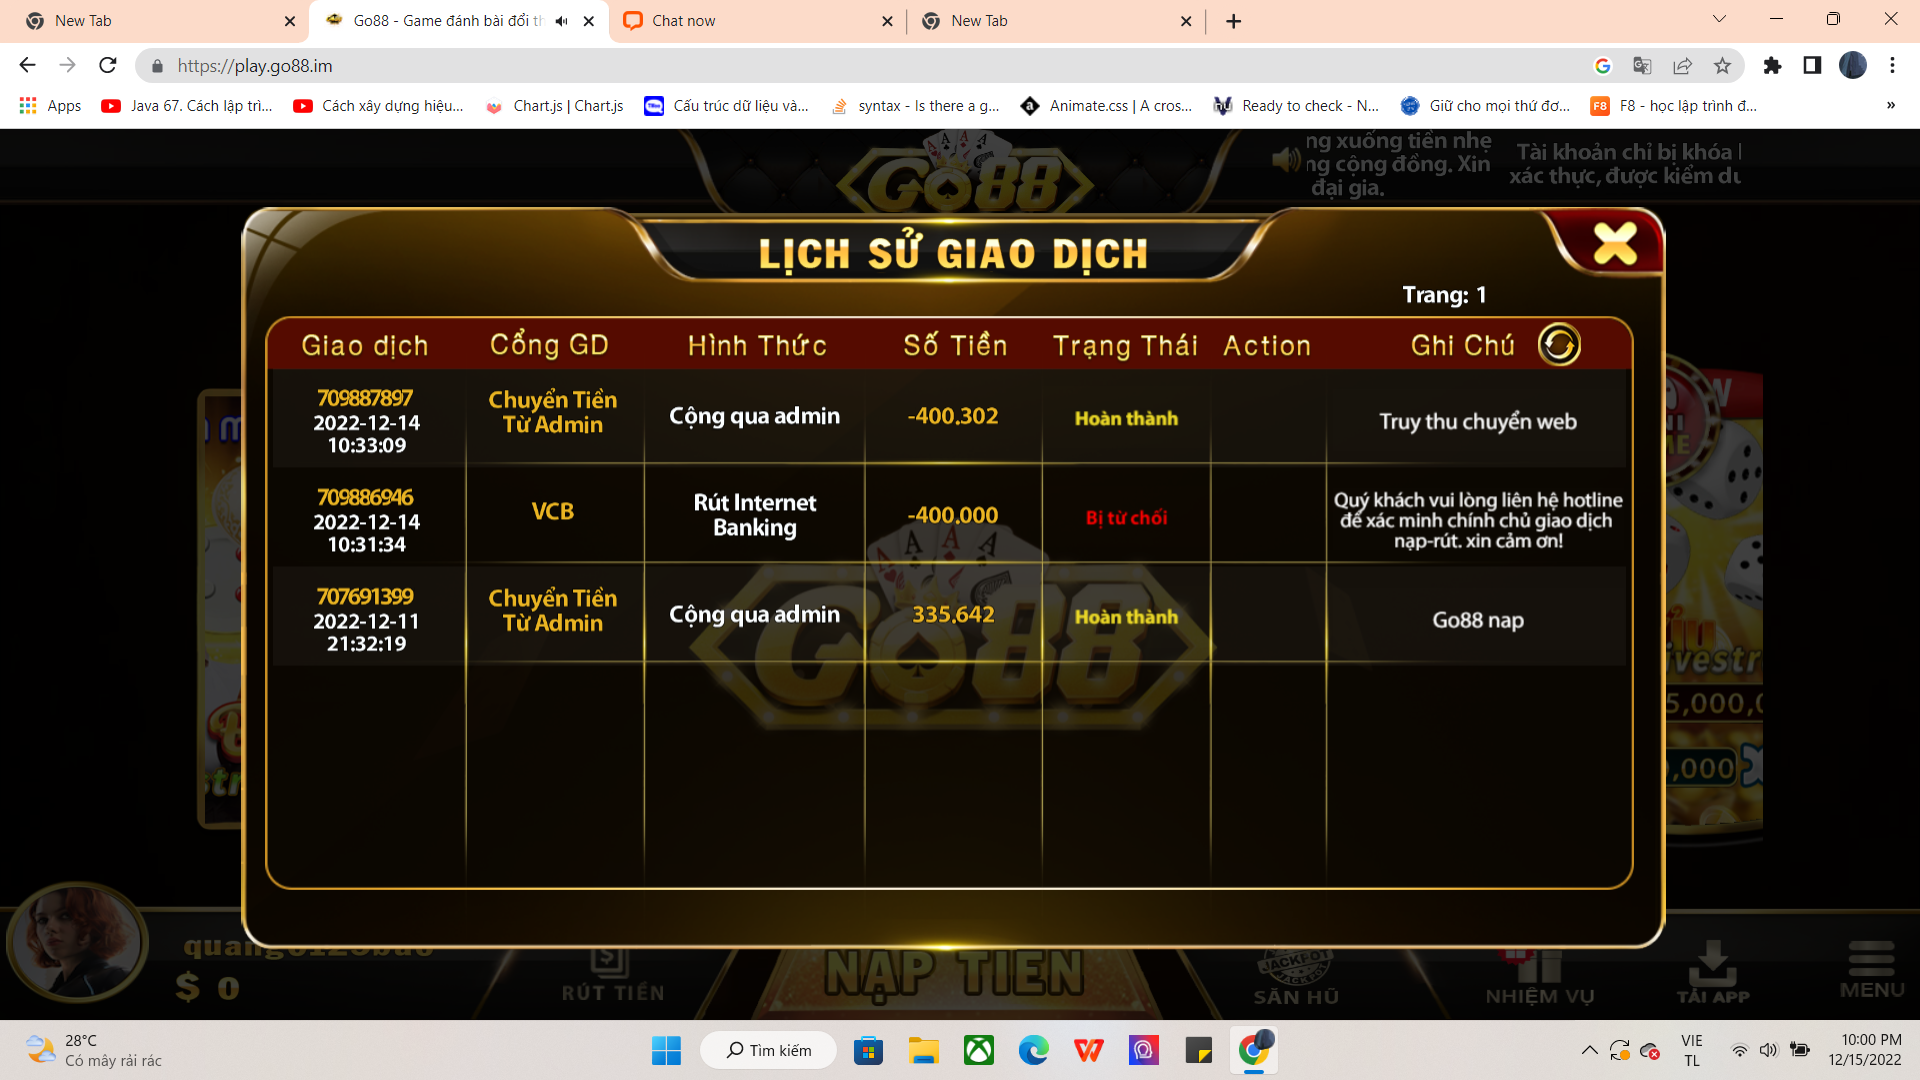 New Tab
Go88 - Game đánh bài đổi th
Chat now
New Tab
https://play.go88.im
Apps
Java 67. Cách lập trì...
Cách xây dựng hiệu...
Chart.js | Chart.js
Cấu trúc dữ liệu và...
syntax - Is there a g...
Animate.css | A cros...
Ready to check - N...
Giữ cho mọi thứ đơ...
F8 - học lập trình đ...
GO88
ng xuống tiền nhẹ
ng cộng đồng. Xin
đại gia.
Tài khoản chỉ bị khóa
xác thực, được kiểm du
LỊCH SỬ GIAO DỊCH
Trang: 1
Giao dịch Cổng GD Hình Thức Số Tiền Trạng Thái Action Ghi Chú
709887897
2022-12-14
10:33:09
Chuyển Tiền
Từ Admin
Cộng qua admin
-400.302
Hoàn thành
Truy thu chuyển web
709886946
2022-12-14
10:31:34
VCB
Rút Internet
Banking
-400.000
Bị từ chối
Quý khách vui lòng liên hệ hotline
để xác minh chính chủ giao dịch
nạp-rút. xin cảm ơn!
707691399
2022-12-11
21:32:19
Chuyển Tiền
Từ Admin
Cộng qua admin
335.642
Hoàn thành
Go88 nap
GO88
$ 0
RÚT TIỀN
NẠP TIỀN
JACKPOT
SĂN HŨ
NHIỆM VỤ
TẢI APP
MENU
28°C
Có mây rải rác
Tìm kiếm
VIE
TL
10:00 PM
12/15/2022